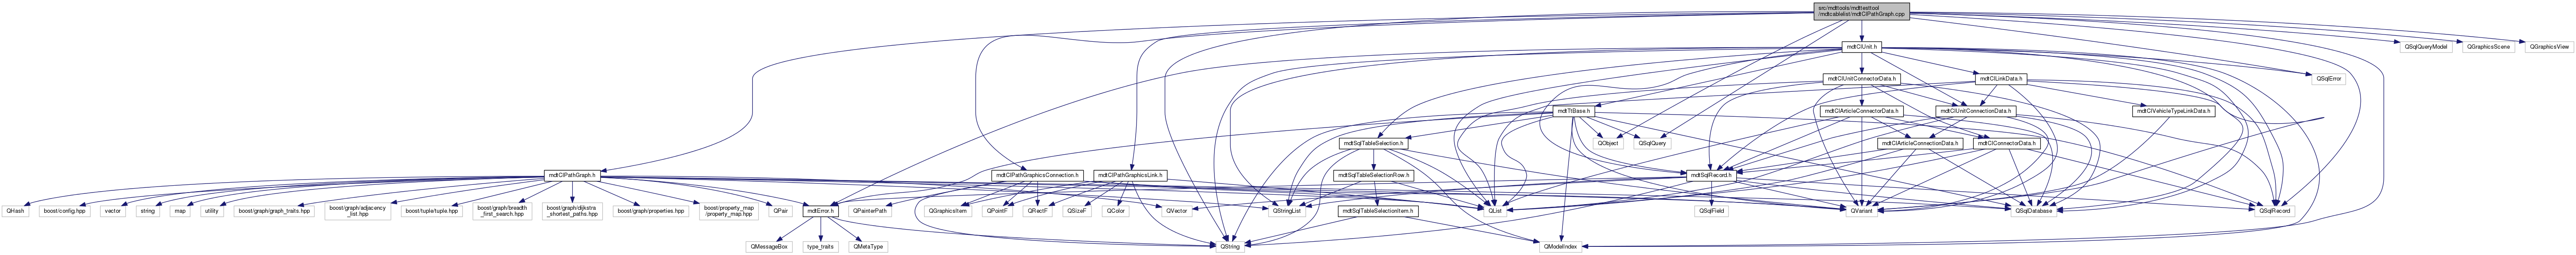 src/mdttools/mdttesttool
/mdtcablelist/mdtClPathGraph.cpp
mdtClUnit.h
QSqlQueryModel
QGraphicsScene
QGraphicsView
mdtClUnitConnectorData.h
mdtClLinkData.h
QSqlError
mdtTtBase.h
mdtClArticleConnectorData.h
mdtClUnitConnectionData.h
mdtClVehicleTypeLinkData.h
mdtSqlTableSelection.h
QObject
QSqlQuery
mdtClArticleConnectionData.h
mdtClConnectorData.h
mdtClPathGraph.h
mdtClPathGraphicsConnection.h
mdtClPathGraphicsLink.h
mdtSqlTableSelectionRow.h
mdtSqlRecord.h
QHash
boost/config.hpp
vector
string
map
utility
boost/graph/graph_traits.hpp
boost/graph/adjacency
_list.hpp
boost/tuple/tuple.hpp
boost/graph/breadth
_first_search.hpp
boost/graph/dijkstra
_shortest_paths.hpp
boost/graph/properties.hpp
boost/property_map
/property_map.hpp
QPair
mdtError.h
QPainterPath
QGraphicsItem
QPointF
QRectF
QSizeF
QColor
QVector
QStringList
mdtSqlTableSelectionItem.h
QList
QSqlField
QVariant
QSqlDatabase
QSqlRecord
QMessageBox
type_traits
QMetaType
QString
QModelIndex